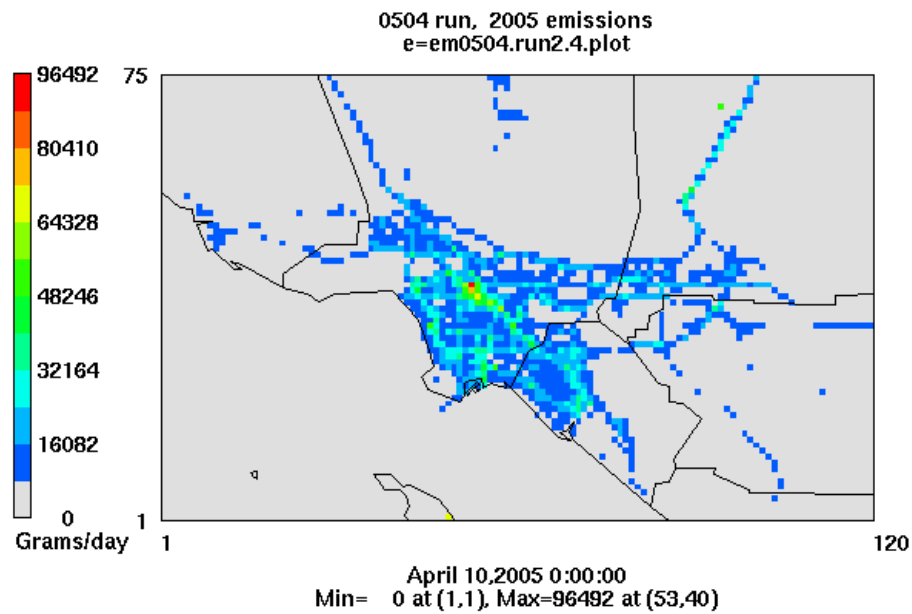 0504 run, 2005 emissions
e=em0504.run2.4.plot
96492
80410
64328
48246
32164
16082
0
Grams/day
75
1
1
120
April 10,2005 0:00:00
Min= 0 at (1,1), Max=96492 at (53,40)